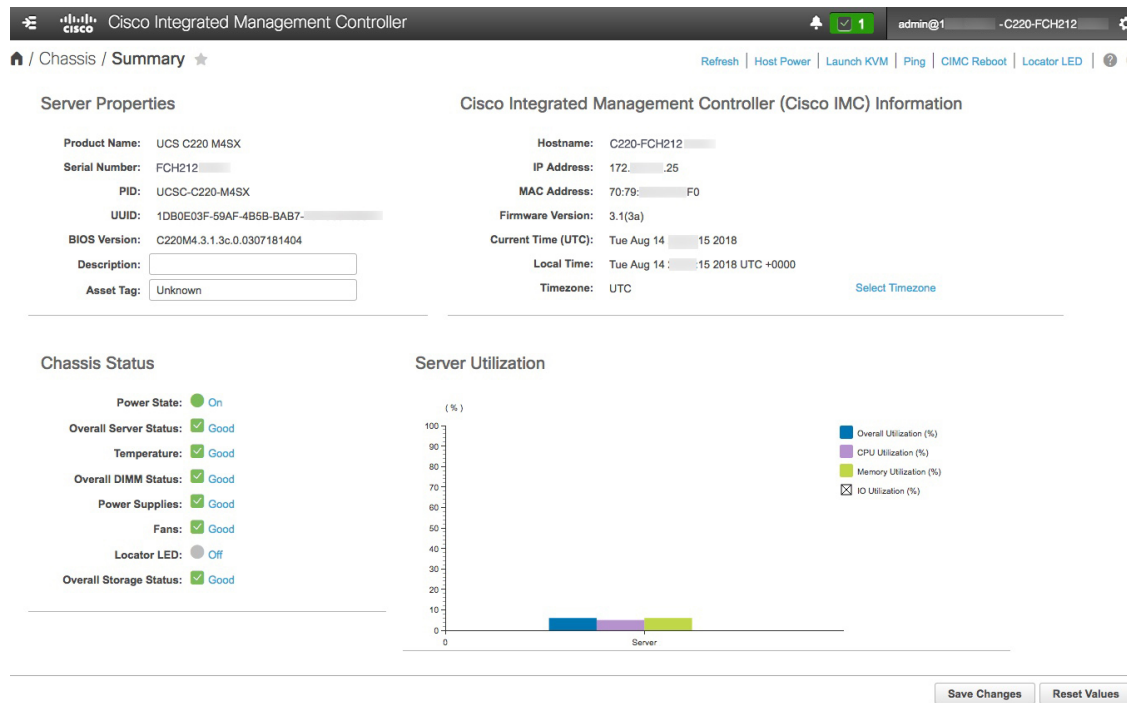 cisco Cisco Integrated Management Controller 1 admin@1 -C220-FCH212
/ Chassis / Summary
Refresh | Host Power | Launch KVM | Ping | CIMC Reboot | Locator LED | ?
Server Properties
Product Name: UCS C220 M4SX
Serial Number: FCH212
PID: UCSC-C220-M4SX
UUID: 1DB0E03F-59AF-4B5B-BAB7-
BIOS Version: C220M4.3.1.3c.0.0307181404
Description:
Asset Tag: Unknown
Cisco Integrated Management Controller (Cisco IMC) Information
Hostname: C220-FCH212
IP Address: 172. .25
MAC Address: 70:79: F0
Firmware Version: 3.1(3a)
Current Time (UTC): Tue Aug 14 15 2018
Local Time: Tue Aug 14 :15 2018 UTC +0000
Timezone: UTC Select Timezone
Chassis Status
Power State: On
Overall Server Status: Good
Temperature: Good
Overall DIMM Status: Good
Power Supplies: Good
Fans: Good
Locator LED: Off
Overall Storage Status: Good
Server Utilization
( % )
100
90
80
70
60
50
40
30
20
10
0
0 Server
Overall Utilization (%)
CPU Utilization (%)
Memory Utilization (%)
IO Utilization (%)
Save Changes Reset Values